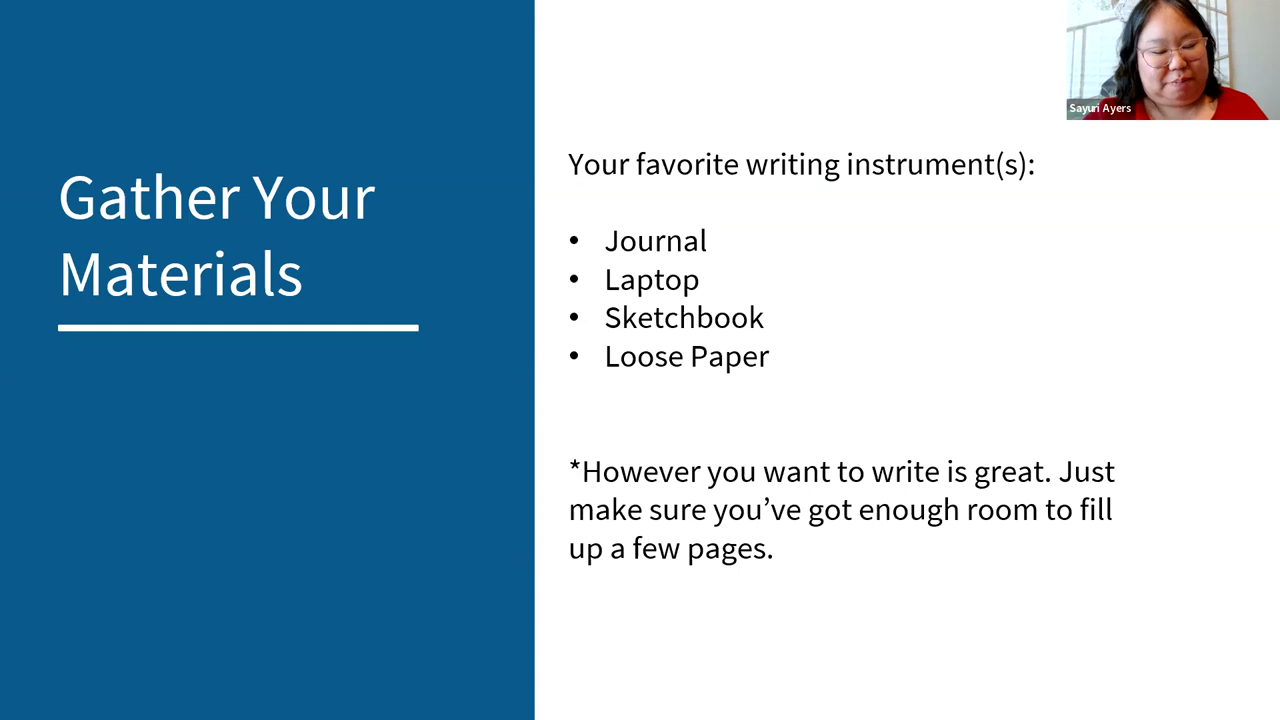 Sayuri Ayers
Gather Your
Materials
Your favorite writing instrument(s):
• Journal
• Laptop
• Sketchbook
• Loose Paper
*However you want to write is great. Just
make sure you’ve got enough room to fill
up a few pages.